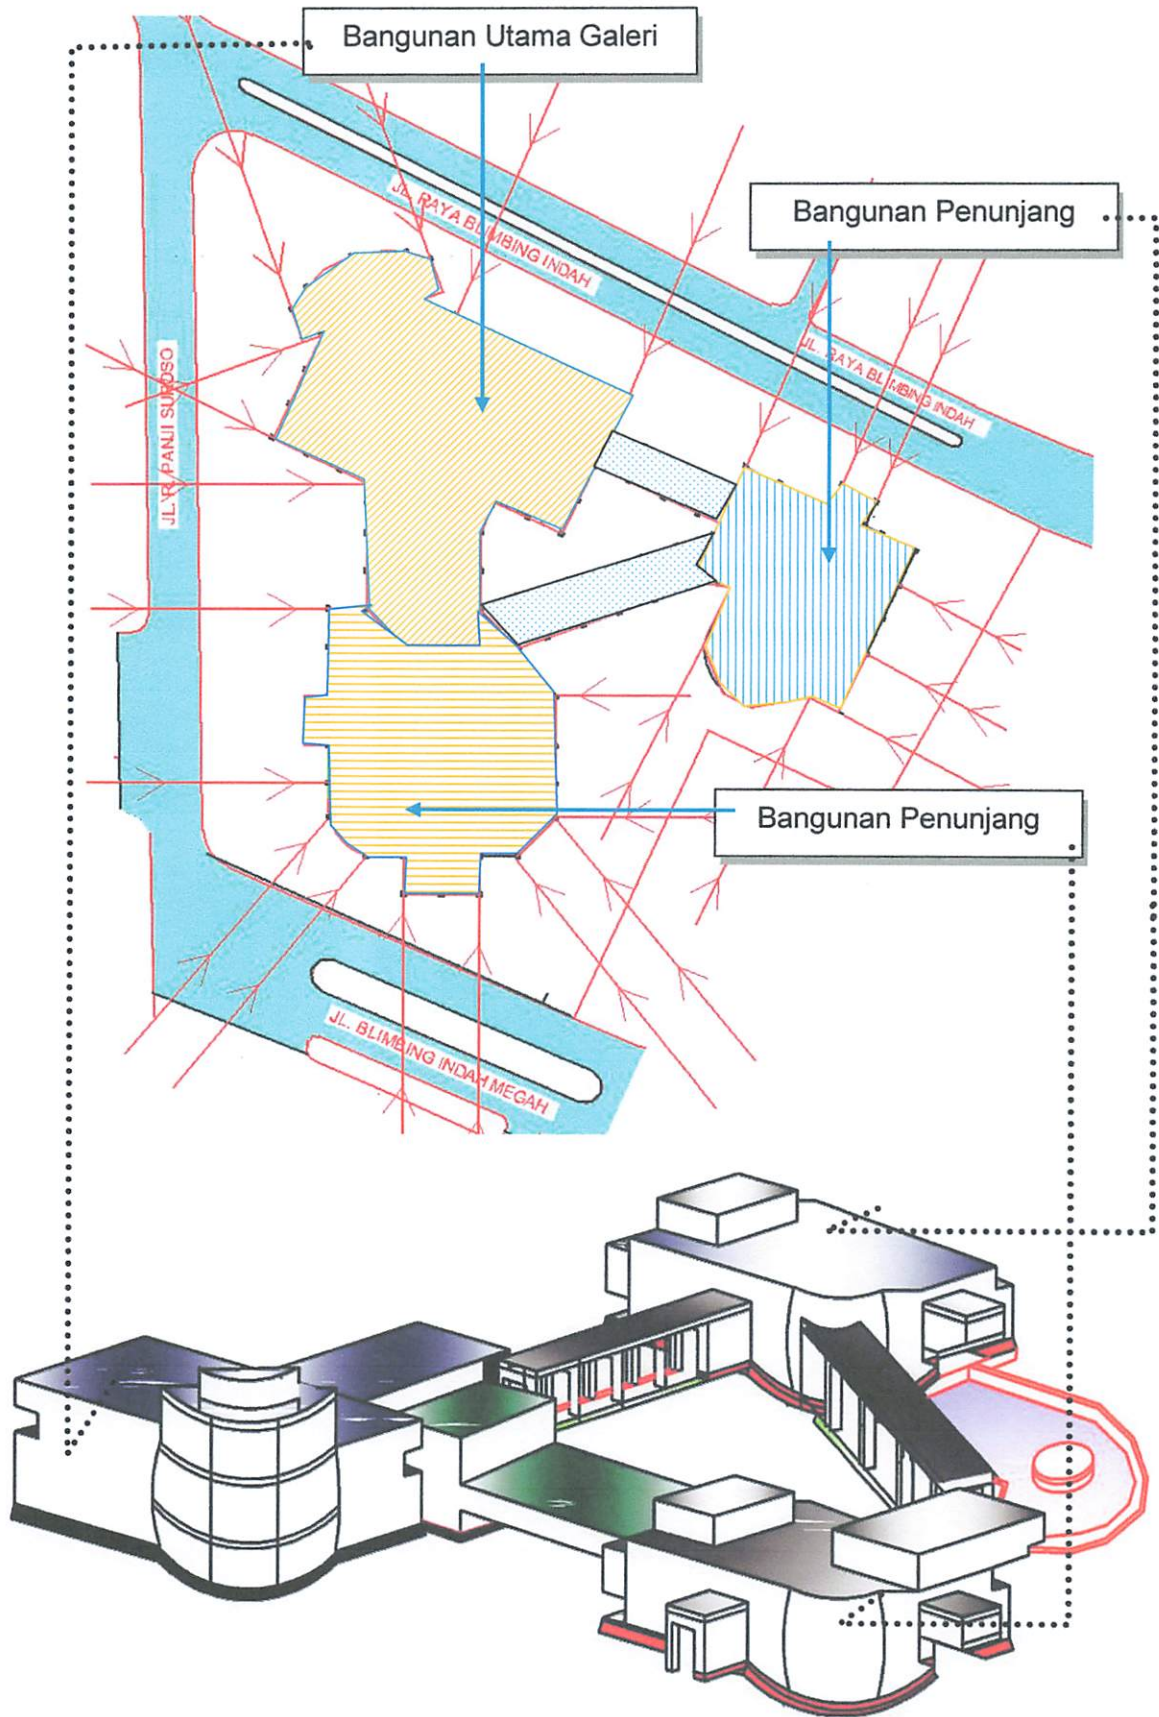 Bangunan Utama Galeri
Bangunan Penunjang
JL. RAYA BLIMBING INDAH
JL. RAYA BLIMBING INDAH
JL. R. PANJI SUROSO
Bangunan Penunjang
JL. BLIMBING INDAH MEGAH